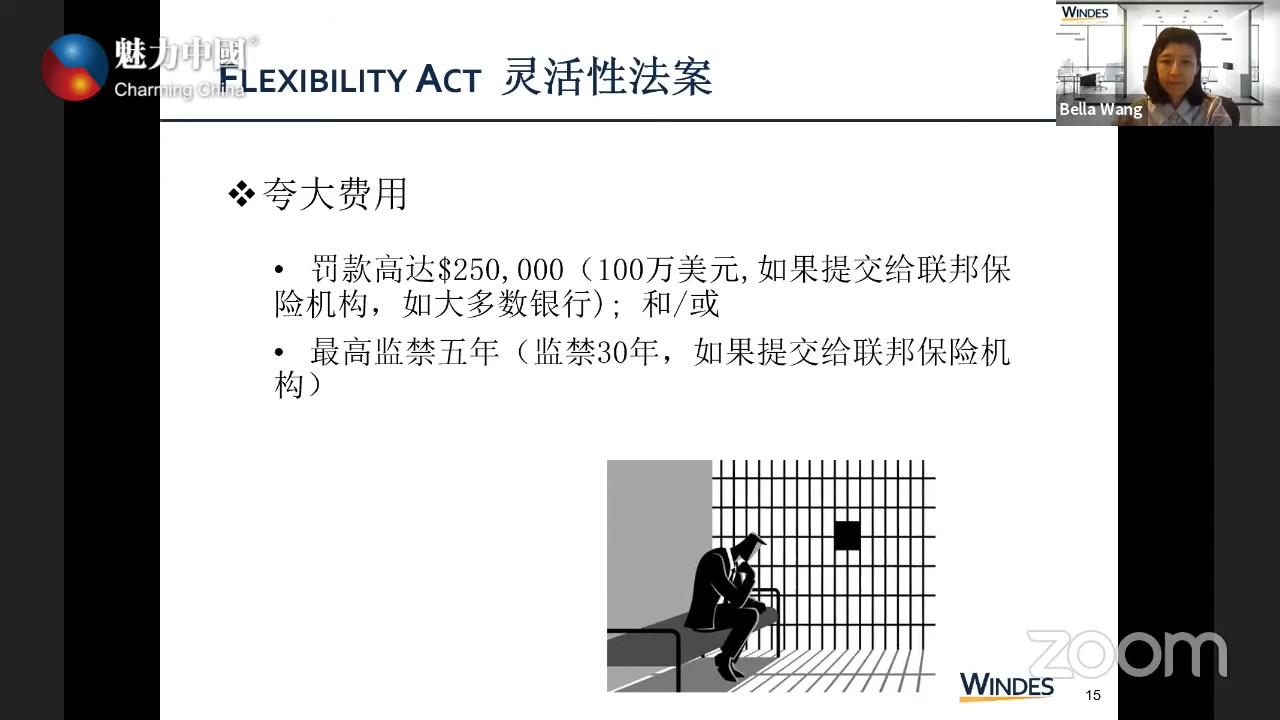 魅力中國®
Charming China
FLEXIBILITY ACT 灵活性法案
WINDES
Bella Wang
❖ 夸大费用
• 罚款高达$250,000（100万美元,如果提交给联邦保
险机构，如大多数银行）; 和/或
• 最高监禁五年（监禁30年，如果提交给联邦保险机
构）
zoom
WINDES
15